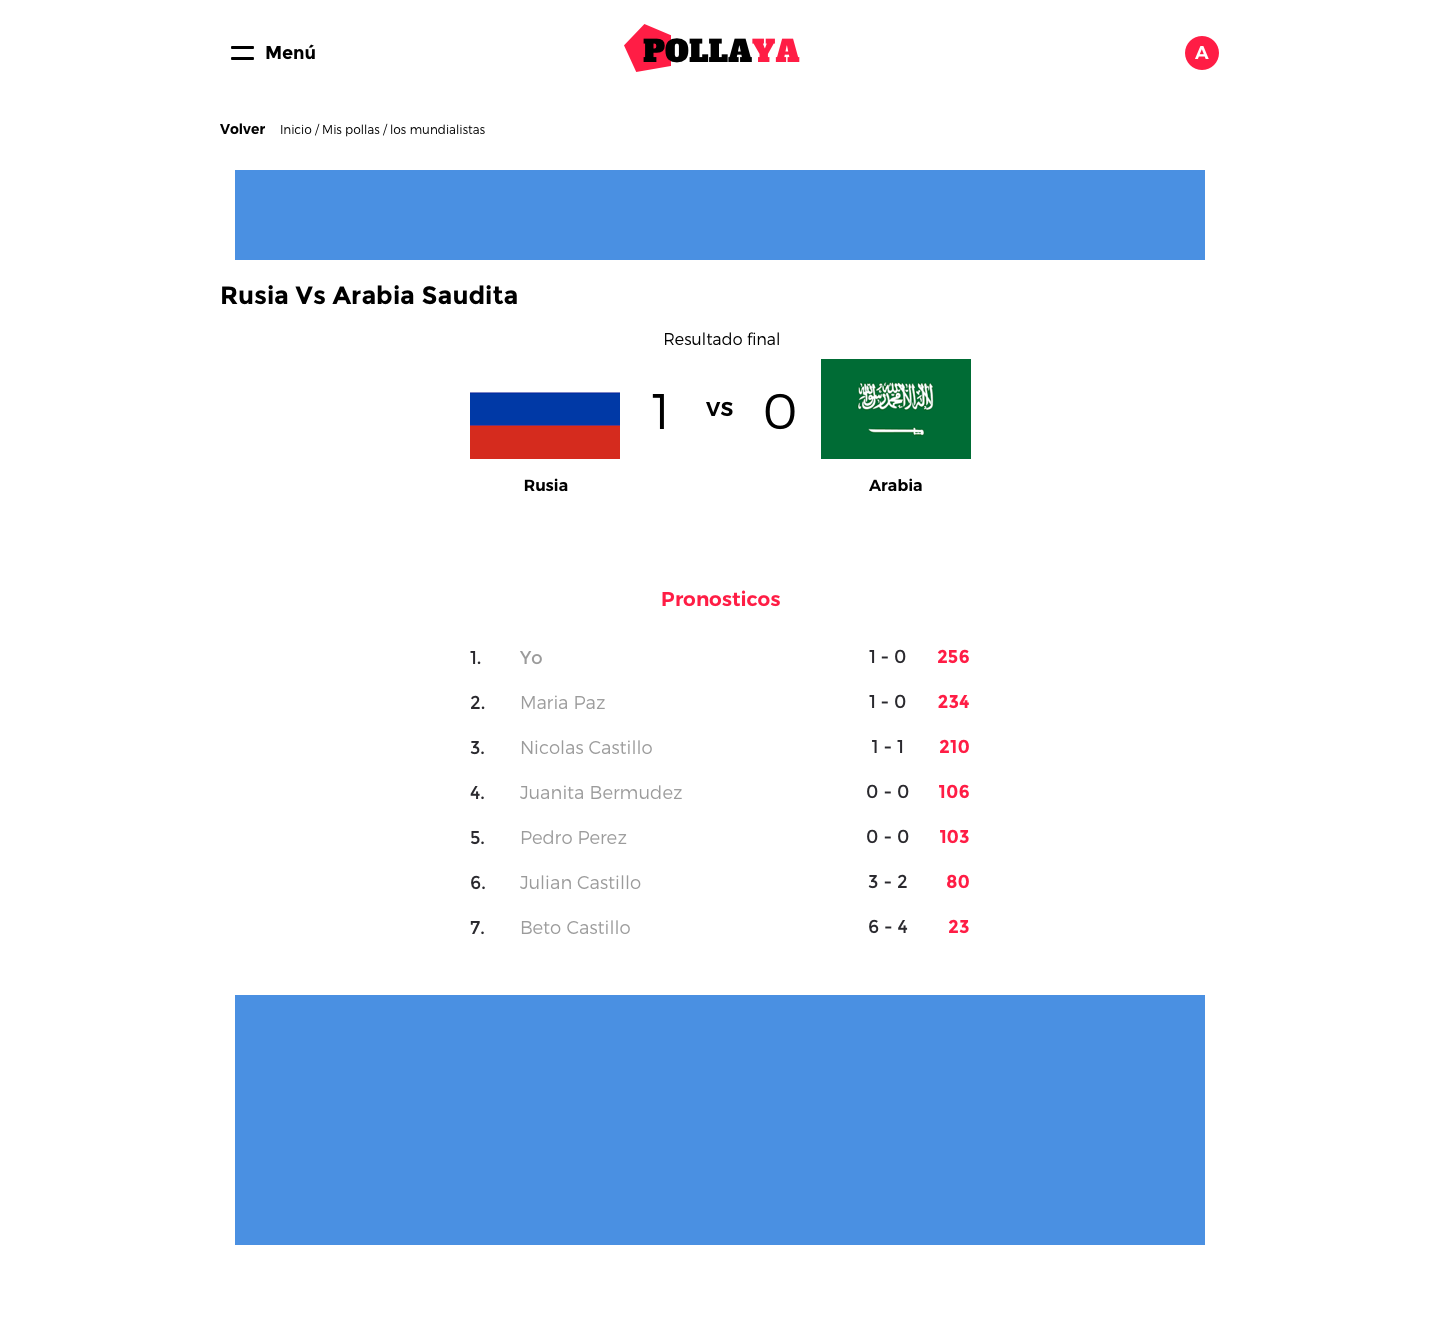 Menú
POLLAYA
A
Volver Inicio / Mis pollas / los mundialistas
Rusia Vs Arabia Saudita
Resultado final
1 vs 0
Rusia Arabia
Pronosticos
1. Yo 1 - 0 256
2. Maria Paz 1 - 0 234
3. Nicolas Castillo 1 - 1 210
4. Juanita Bermudez 0 - 0 106
5. Pedro Perez 0 - 0 103
6. Julian Castillo 3 - 2 80
7. Beto Castillo 6 - 4 23